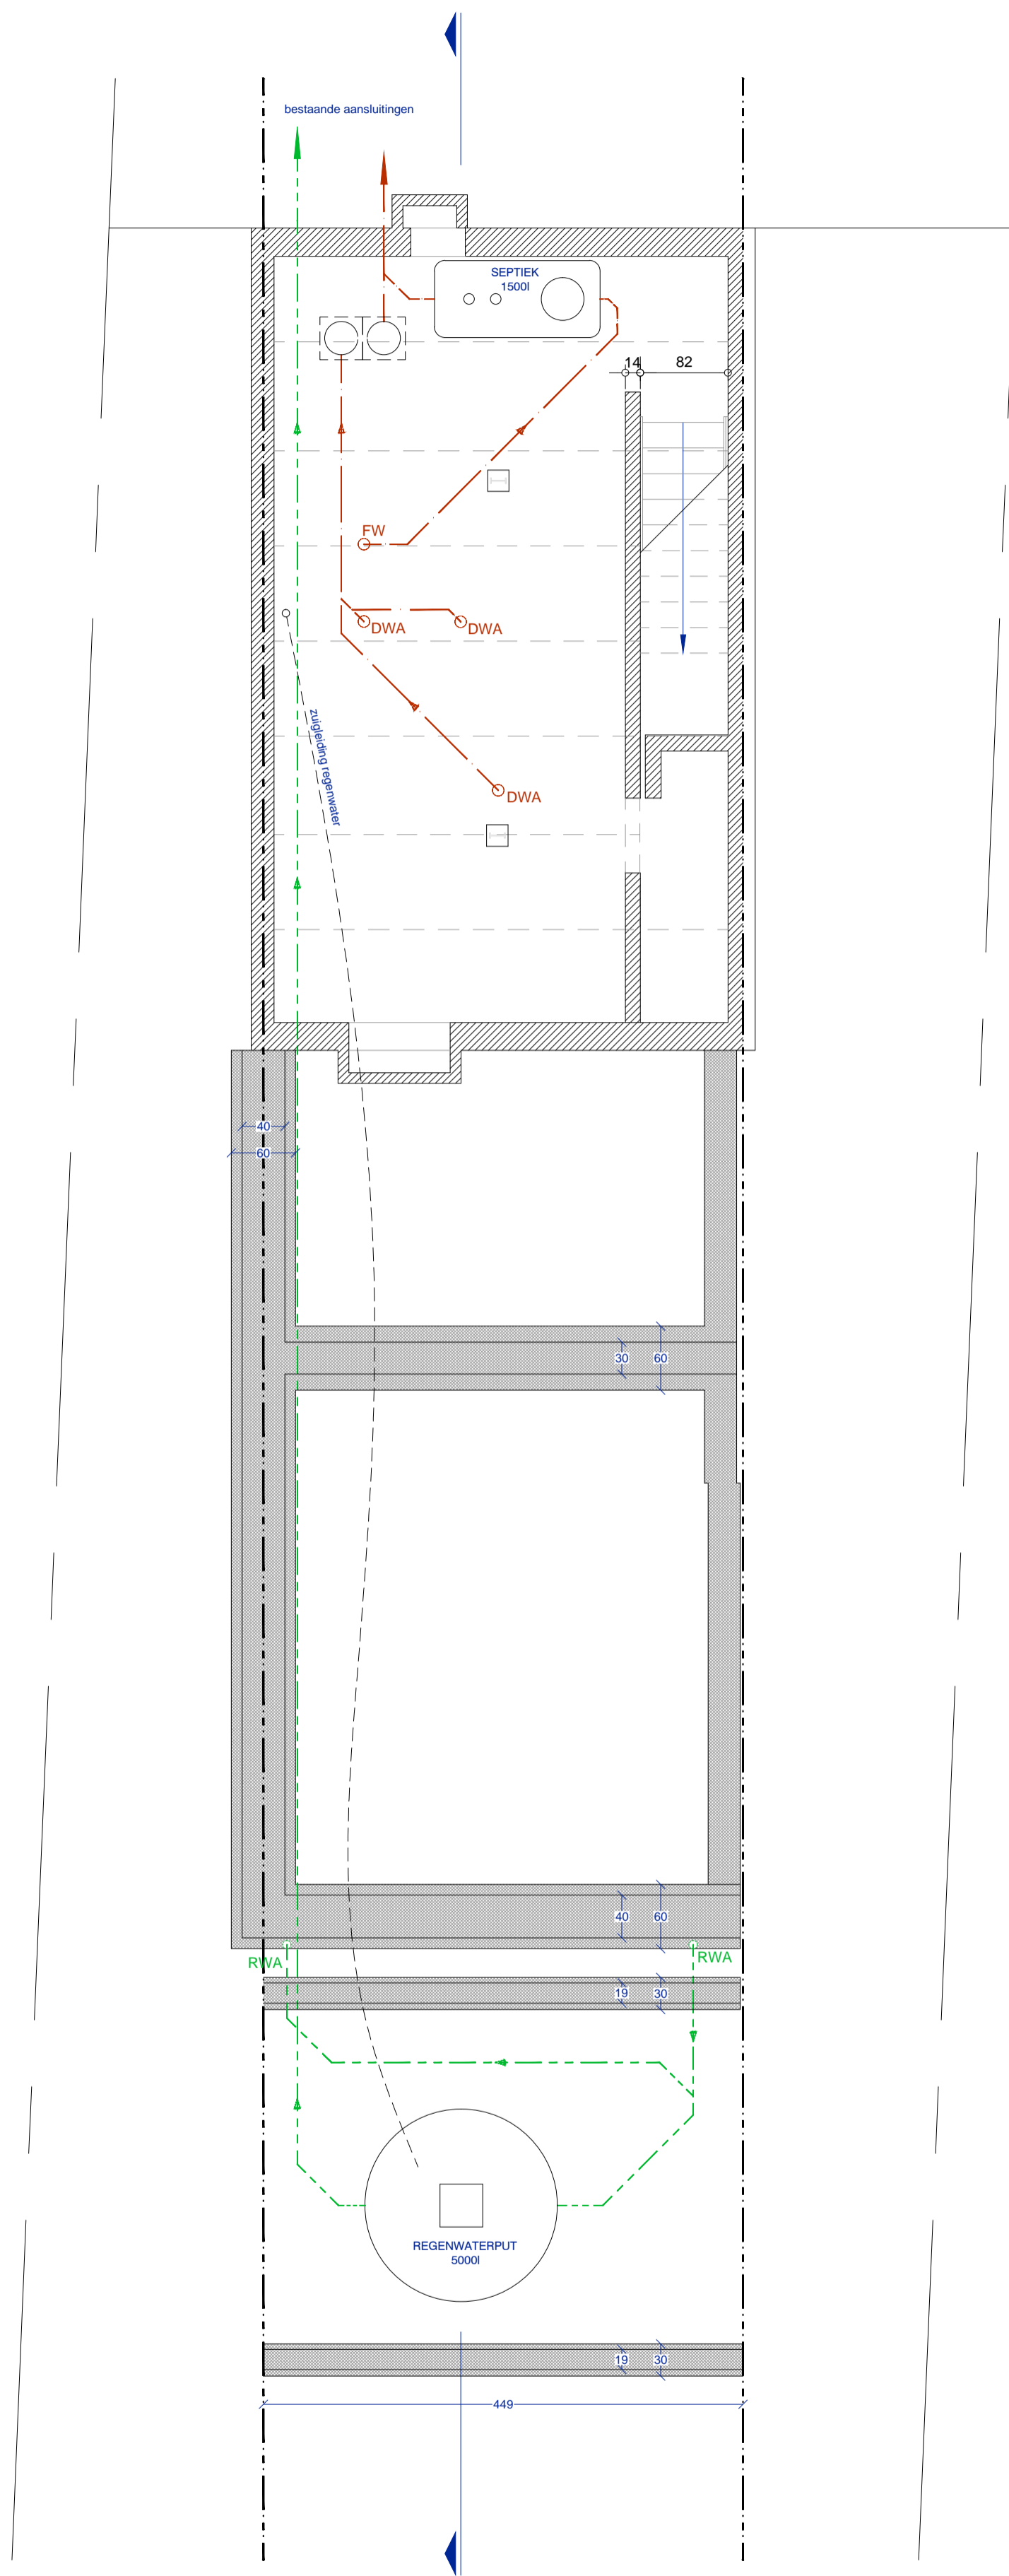 bestaande aansluitingen
SEPTIEK
1500l
14
82
FW
DWA
DWA
zuigleiding regenwater
DWA
40
60
30
60
40
60
RWA
RWA
19
30
REGENWATERPUT
5000l
19
30
449